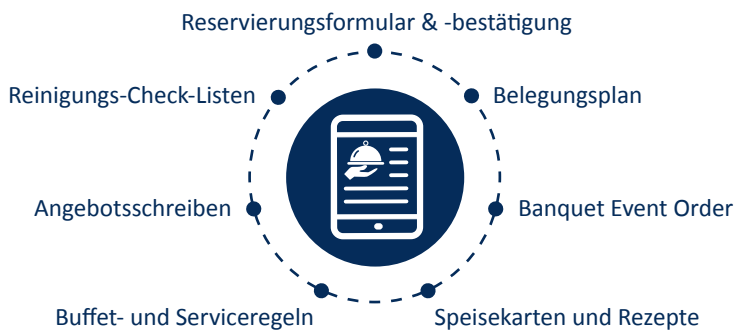 Reservierungsformular & -bestätigung
Reinigungs-Check-Listen
Belegungsplan
Angebotsschreiben
Banquet Event Order
Buffet- und Serviceregeln
Speisekarten und Rezepte